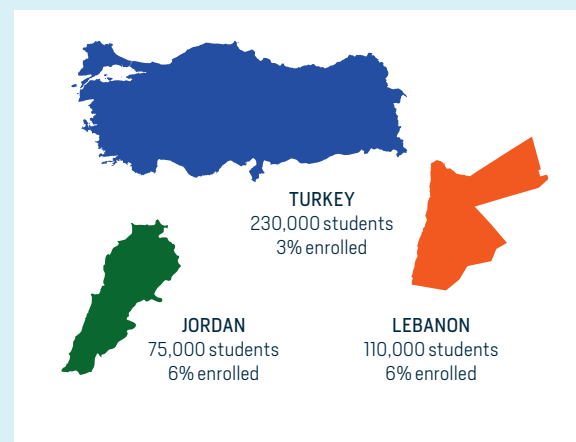 TURKEY
230,000 students
3% enrolled
JORDAN
75,000 students
6% enrolled
LEBANON
110,000 students
6% enrolled